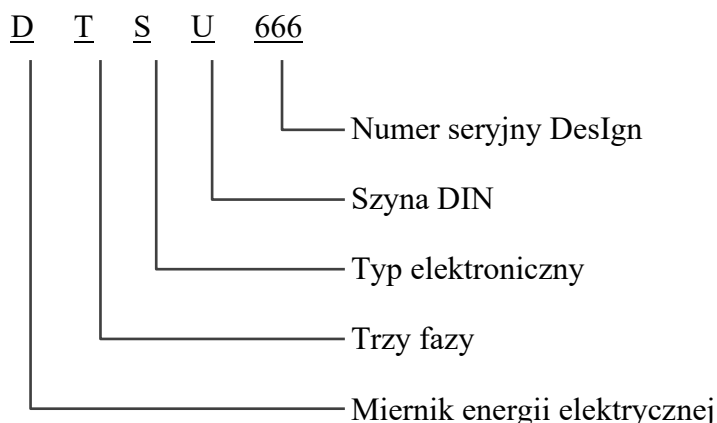 D T S U 666
Numer seryjny DesIgn
Szyna DIN
Typ elektroniczny
Trzy fazy
Miernik energii elektrycznej